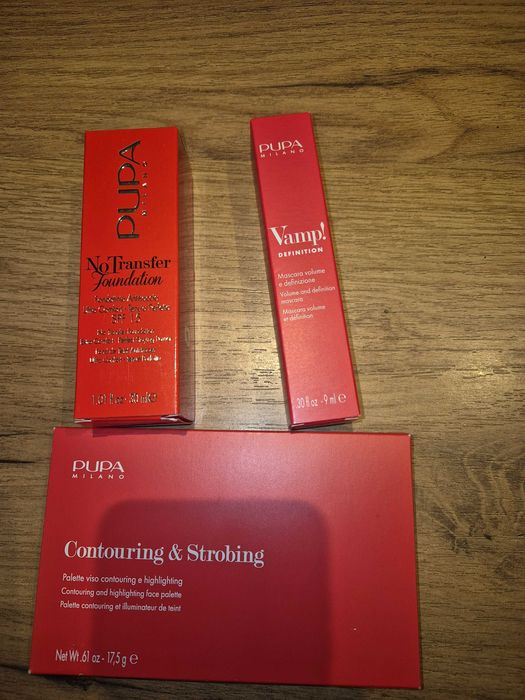 PUPA
MILANO
No Transfer
Foundation
SPF 15
1.01 fl oz - 30 ml e
PUPA
MILANO
Vamp!
DEFINITION
Mascara volume
e definizione
Volume and definition
mascara
Mascara volume
et définition
.30 fl oz - 9 ml e
PUPA
MILANO
Contouring & Strobing
Palette viso contouring e highlighting
Contouring and highlighting face palette
Palette contouring et illuminateur de teint
Net Wt .61 oz - 17,5 g e